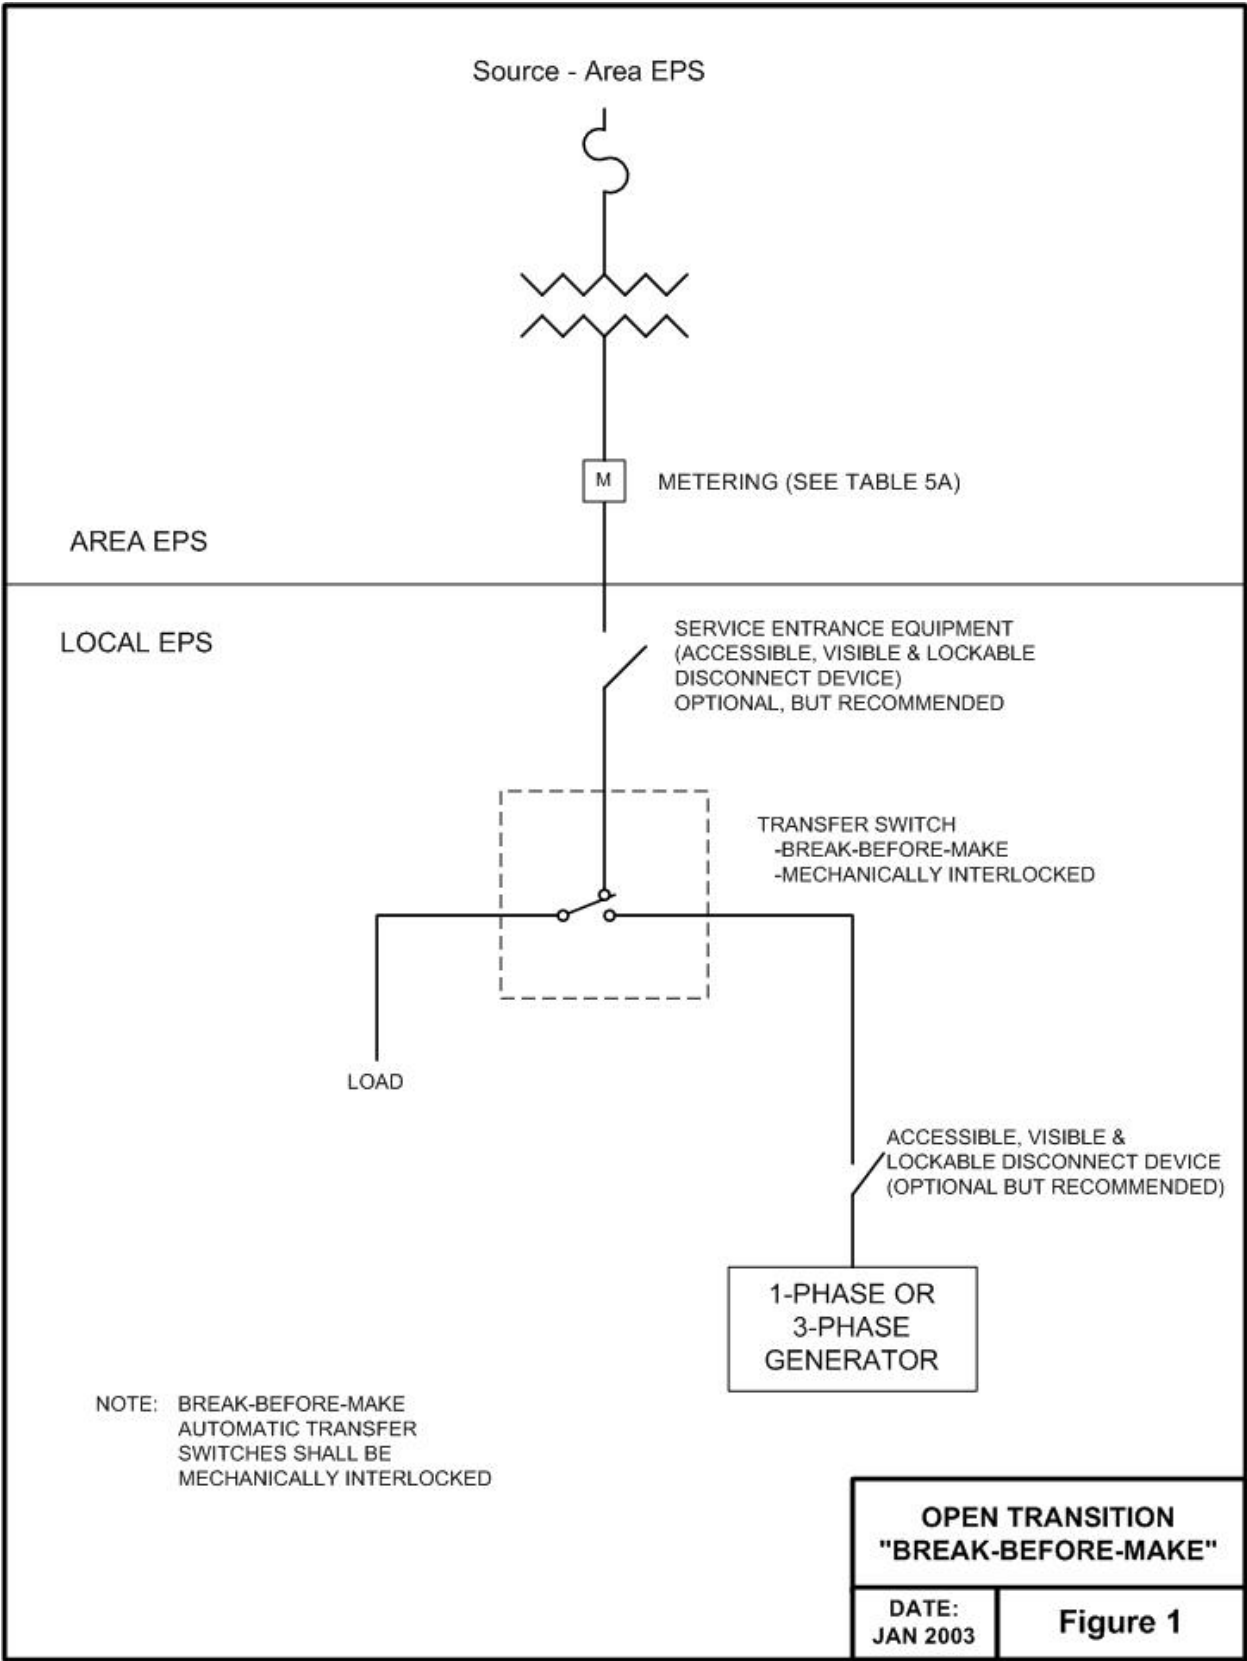 Source - Area EPS
M
METERING (SEE TABLE 5A)
AREA EPS
LOCAL EPS
SERVICE ENTRANCE EQUIPMENT
(ACCESSIBLE, VISIBLE & LOCKABLE
DISCONNECT DEVICE)
OPTIONAL, BUT RECOMMENDED
TRANSFER SWITCH
-BREAK-BEFORE-MAKE
-MECHANICALLY INTERLOCKED
LOAD
ACCESSIBLE, VISIBLE &
LOCKABLE DISCONNECT DEVICE
(OPTIONAL BUT RECOMMENDED)
1-PHASE OR
3-PHASE
GENERATOR
NOTE: BREAK-BEFORE-MAKE
AUTOMATIC TRANSFER
SWITCHES SHALL BE
MECHANICALLY INTERLOCKED
OPEN TRANSITION
"BREAK-BEFORE-MAKE"
DATE:
JAN 2003
Figure 1